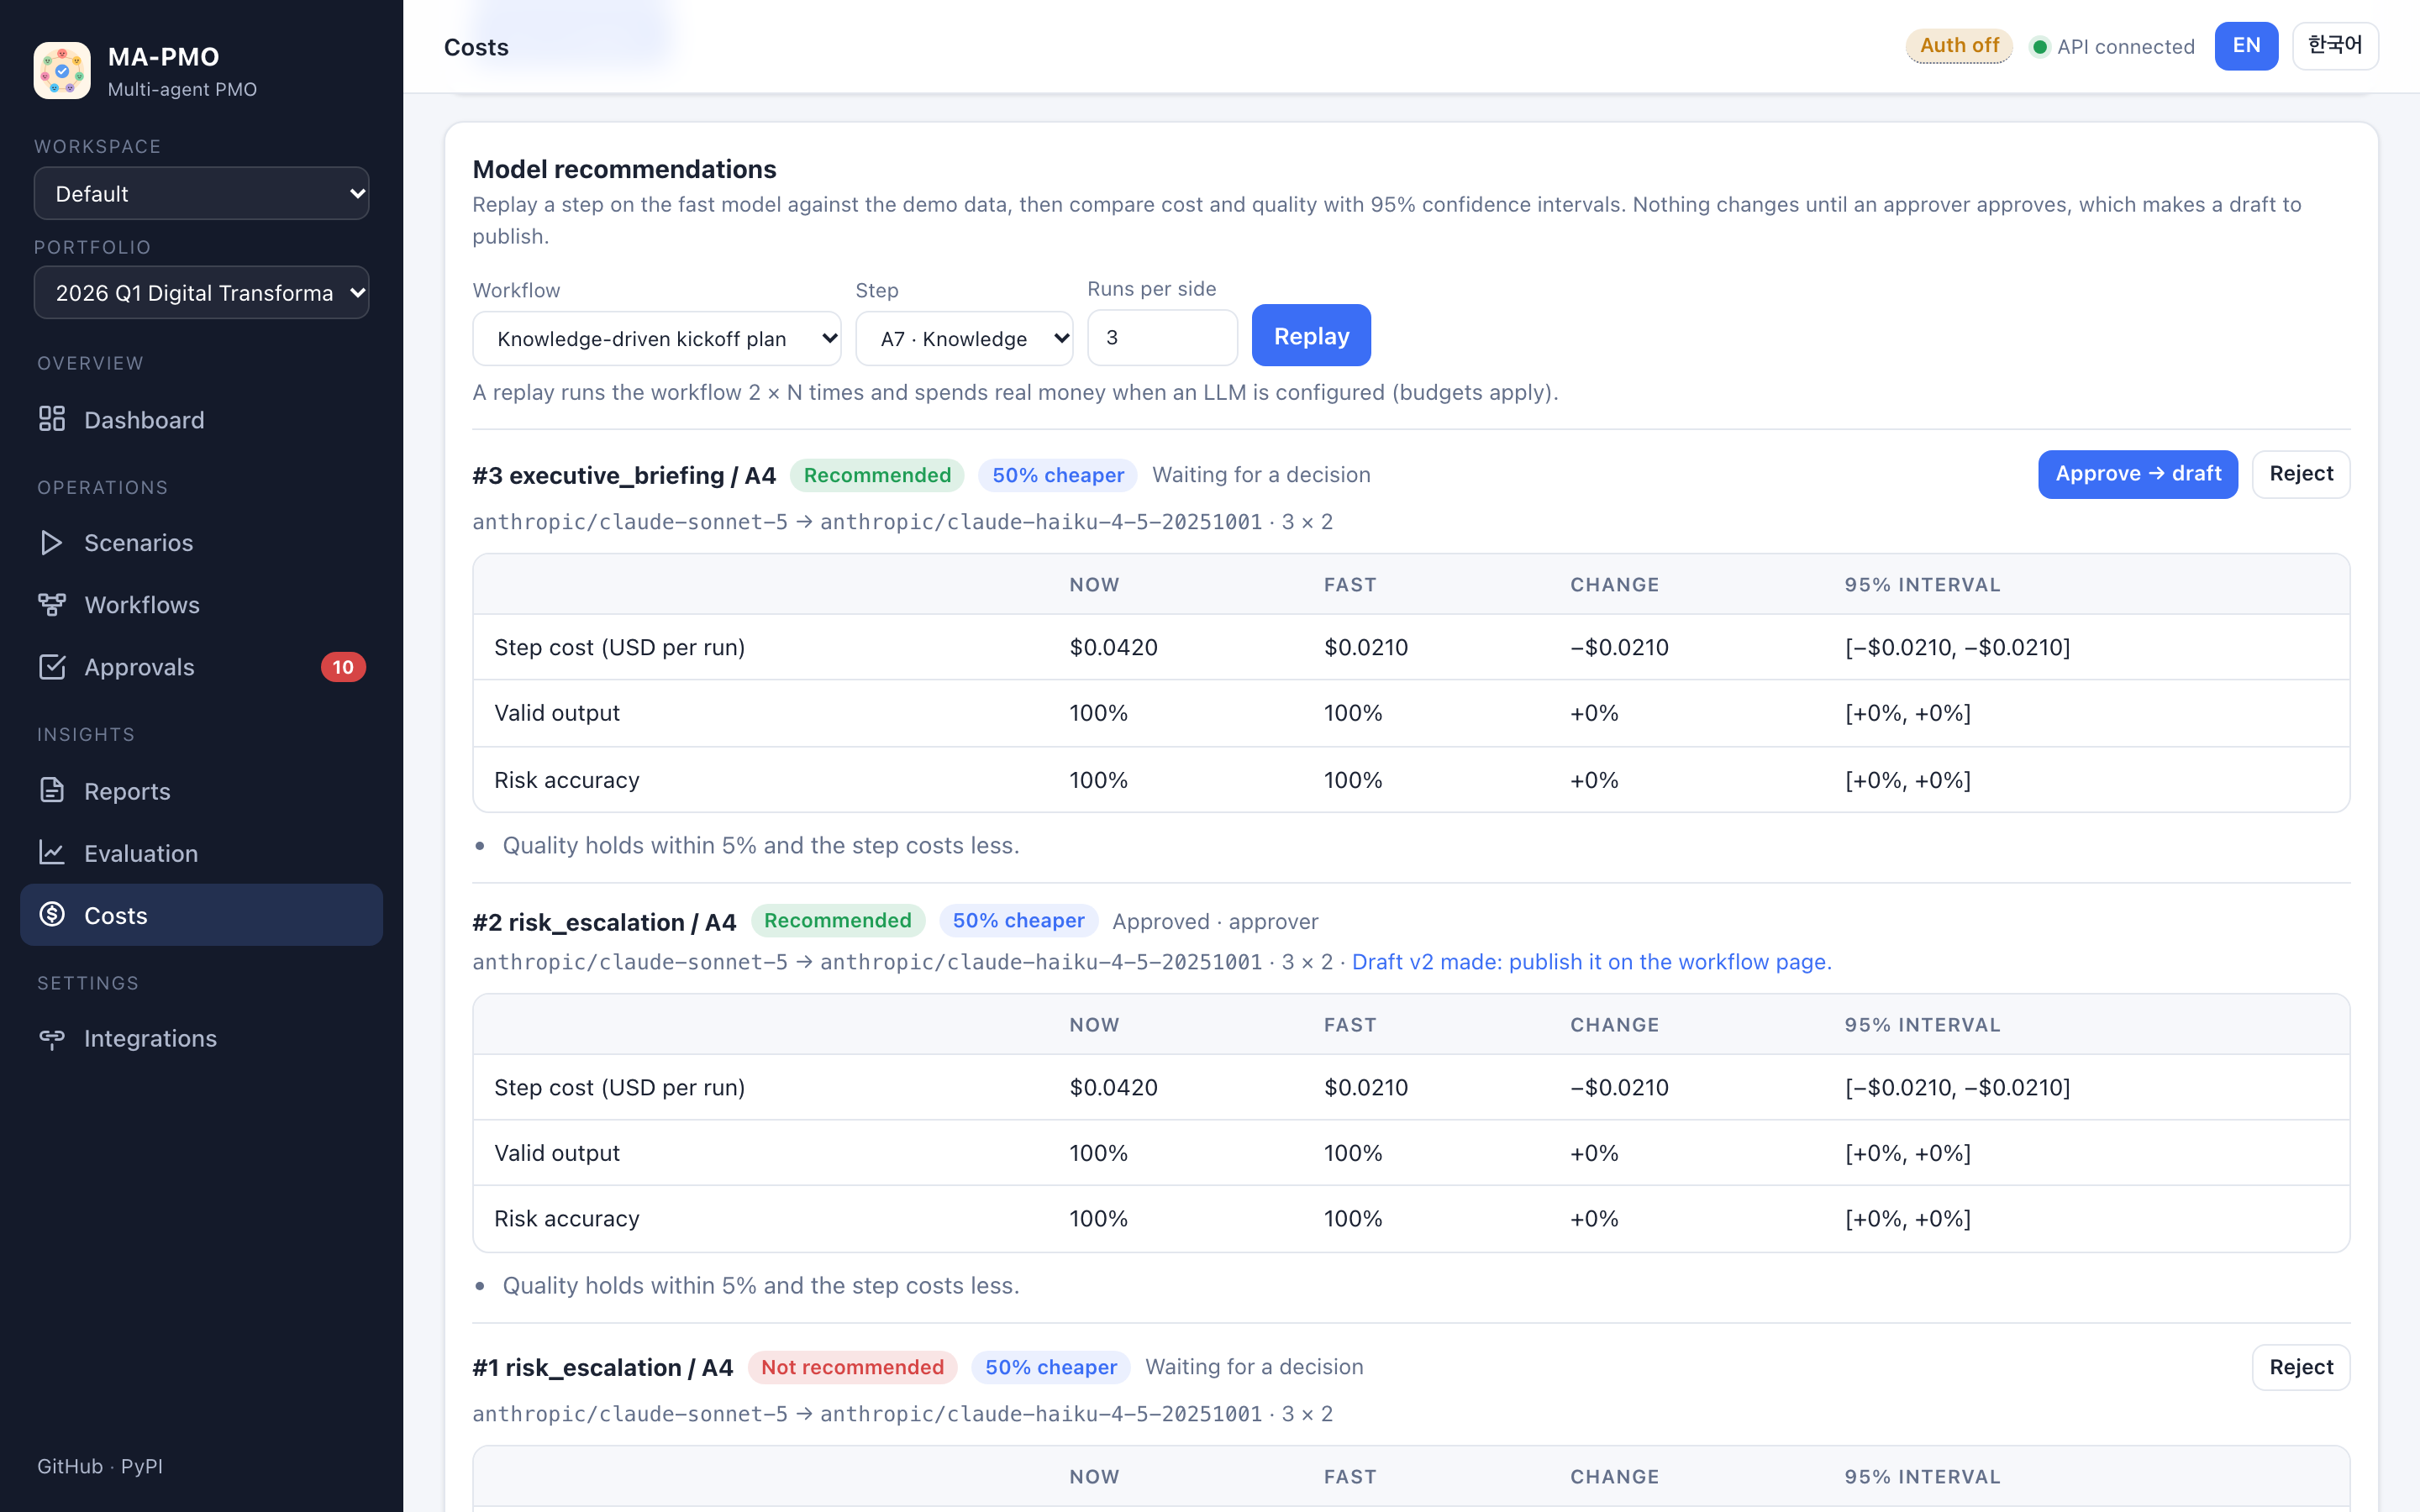 MA-PMO
Multi-agent PMO
WORKSPACE
Default
PORTFOLIO
2026 Q1 Digital Transforma
OVERVIEW
Dashboard
OPERATIONS
Scenarios
Workflows
Approvals 10
INSIGHTS
Reports
Evaluation
Costs
SETTINGS
Integrations
GitHub · PyPI
Costs
Auth off API connected EN 한국어
Model recommendations
Replay a step on the fast model against the demo data, then compare cost and quality with 95% confidence intervals. Nothing changes until an approver approves, which makes a draft to
publish.
Workflow Step Runs per side
Knowledge-driven kickoff plan A7 · Knowledge 3 Replay
A replay runs the workflow 2 × N times and spends real money when an LLM is configured (budgets apply).
#3 executive_briefing / A4 Recommended 50% cheaper Waiting for a decision Approve → draft Reject
anthropic/claude-sonnet-5 → anthropic/claude-haiku-4-5-20251001 · 3 × 2
NOW FAST CHANGE 95% INTERVAL
Step cost (USD per run) $0.0420 $0.0210 −$0.0210 [−$0.0210, −$0.0210]
Valid output 100% 100% +0% [+0%, +0%]
Risk accuracy 100% 100% +0% [+0%, +0%]
• Quality holds within 5% and the step costs less.
#2 risk_escalation / A4 Recommended 50% cheaper Approved · approver
anthropic/claude-sonnet-5 → anthropic/claude-haiku-4-5-20251001 · 3 × 2 · Draft v2 made: publish it on the workflow page.
NOW FAST CHANGE 95% INTERVAL
Step cost (USD per run) $0.0420 $0.0210 −$0.0210 [−$0.0210, −$0.0210]
Valid output 100% 100% +0% [+0%, +0%]
Risk accuracy 100% 100% +0% [+0%, +0%]
• Quality holds within 5% and the step costs less.
#1 risk_escalation / A4 Not recommended 50% cheaper Waiting for a decision Reject
anthropic/claude-sonnet-5 → anthropic/claude-haiku-4-5-20251001 · 3 × 2
NOW FAST CHANGE 95% INTERVAL